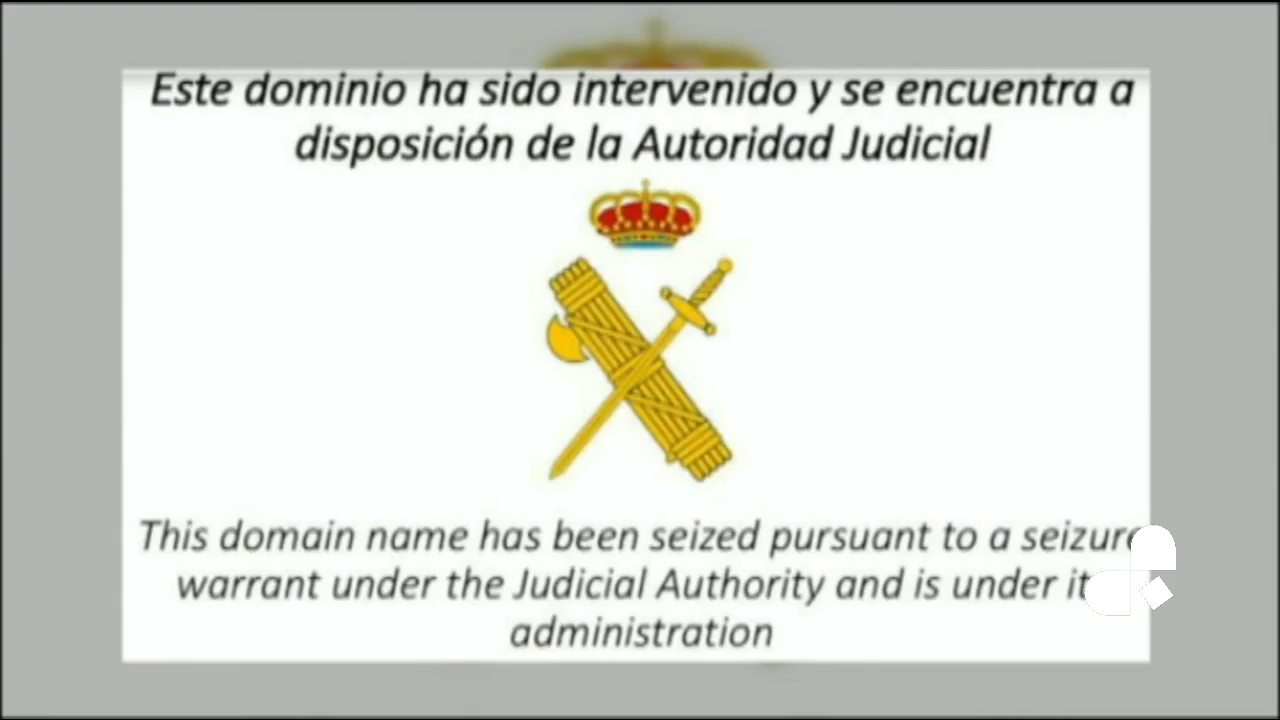 Este dominio ha sido intervenido y se encuentra a
disposición de la Autoridad Judicial
This domain name has been seized pursuant to a seizure
warrant under the Judicial Authority and is under
administration